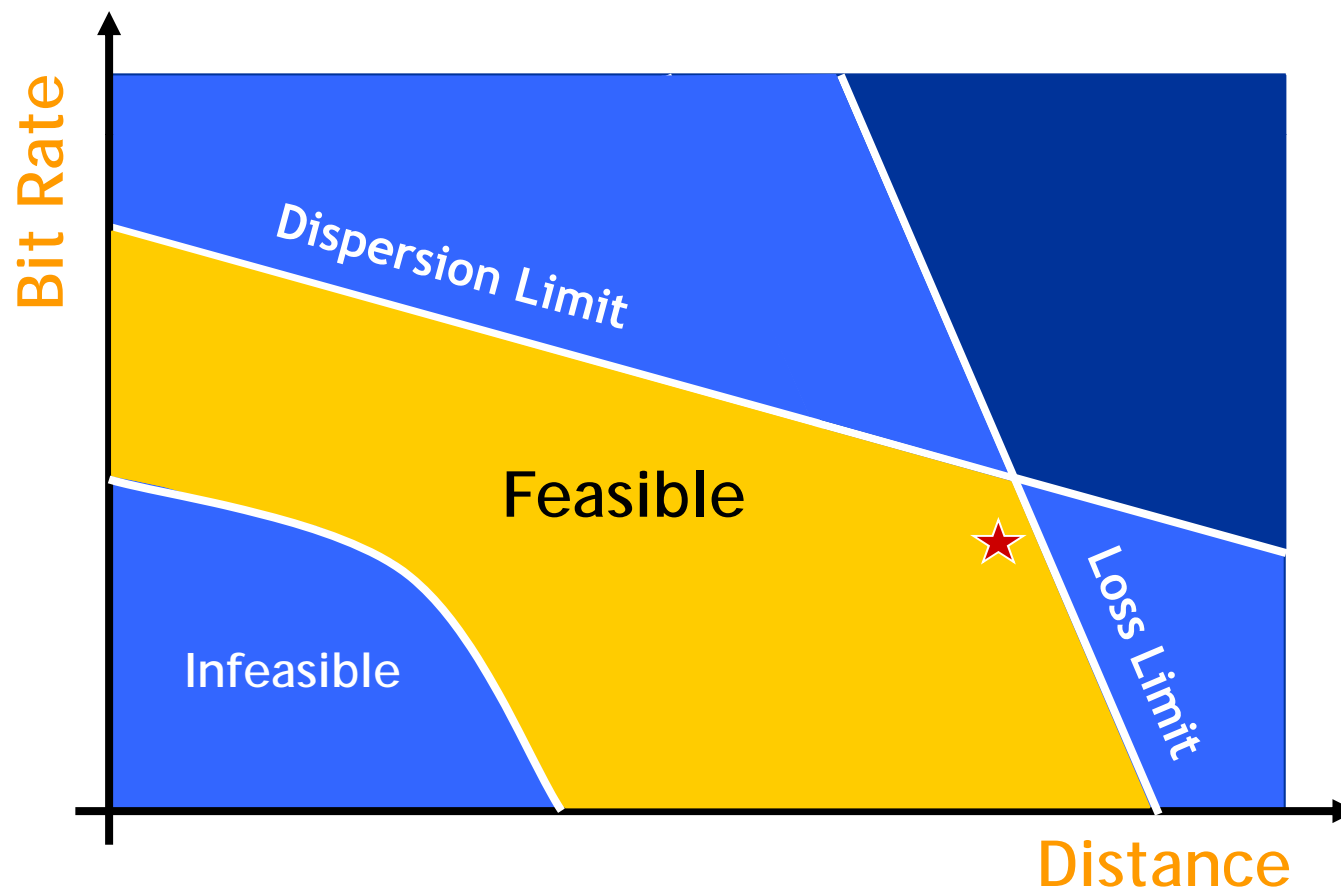 Bit Rate
Dispersion Limit
Feasible
Loss Limit
Infeasible
Distance